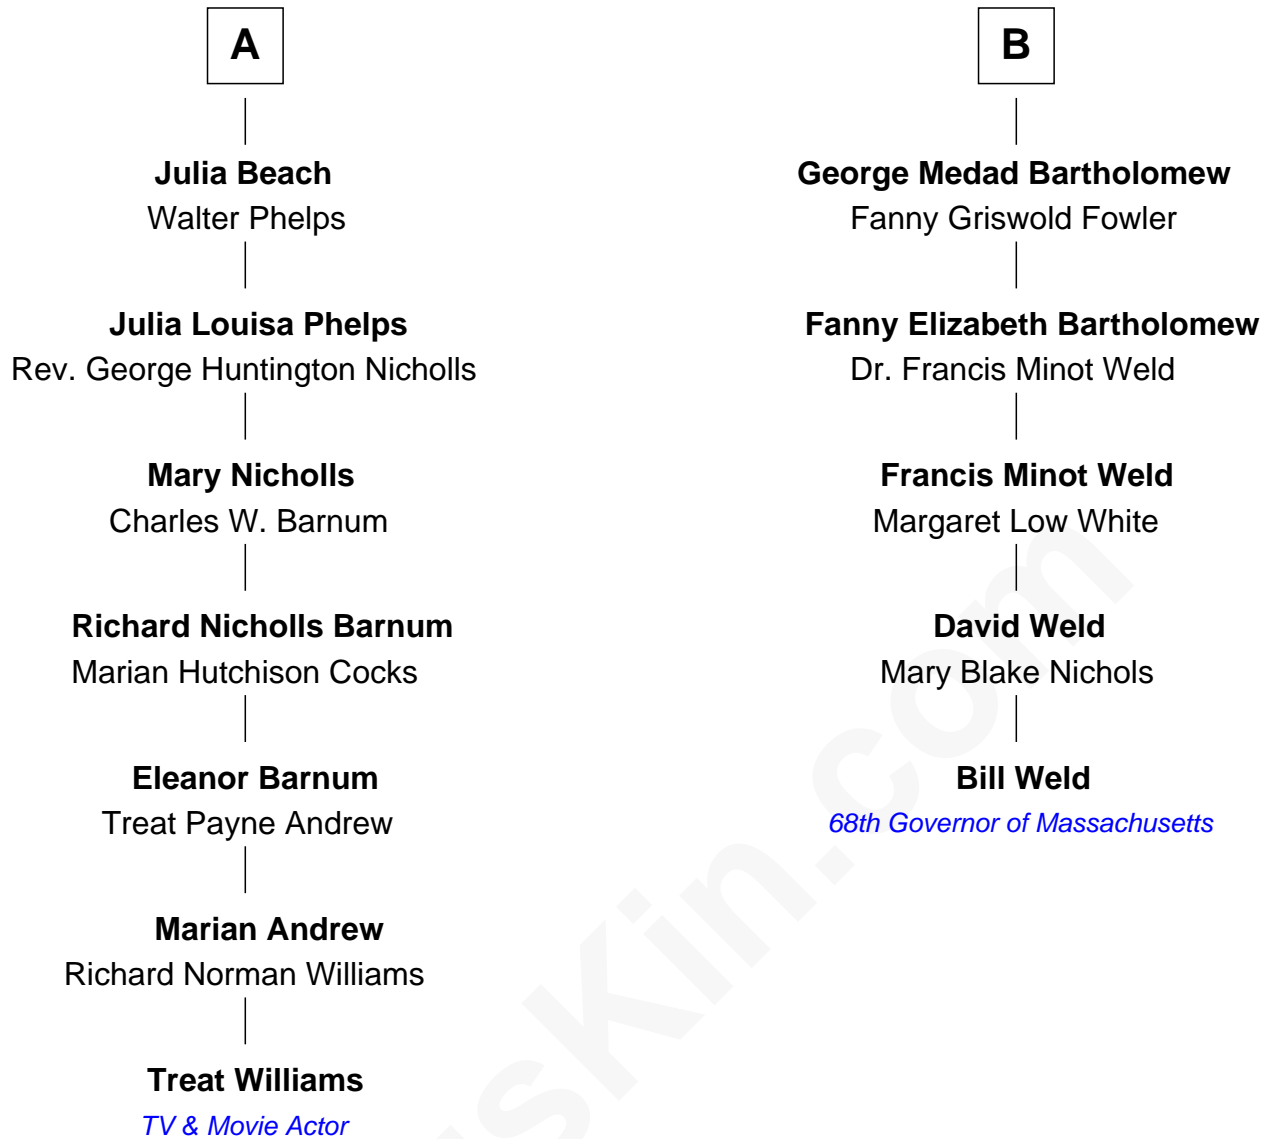 A
Julia Beach
Walter Phelps
Julia Louisa Phelps
Rev. George Huntington Nicholls
Mary Nicholls
Charles W. Barnum
Richard Nicholls Barnum
Marian Hutchison Cocks
Eleanor Barnum
Treat Payne Andrew
Marian Andrew
Richard Norman Williams
Treat Williams
TV & Movie Actor
B
George Medad Bartholomew
Fanny Griswold Fowler
Fanny Elizabeth Bartholomew
Dr. Francis Minot Weld
Francis Minot Weld
Margaret Low White
David Weld
Mary Blake Nichols
Bill Weld
68th Governor of Massachusetts
sKin.com